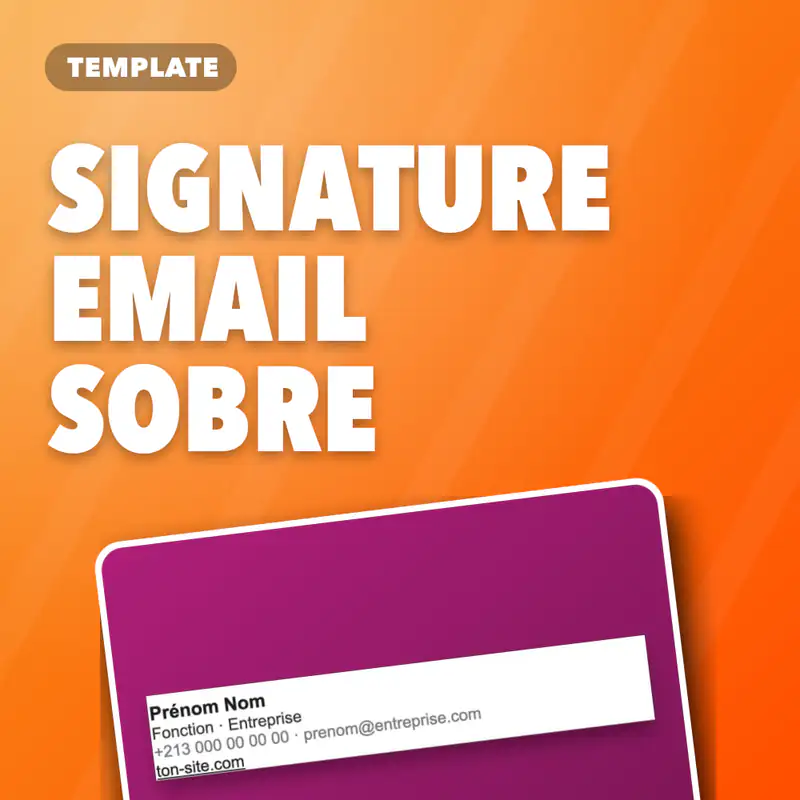 TEMPLATE
SIGNATURE
EMAIL
SOBRE
Prénom Nom
Fonction · Entreprise
+213 000 00 00 00 · prenom@entreprise.com
ton-site.com